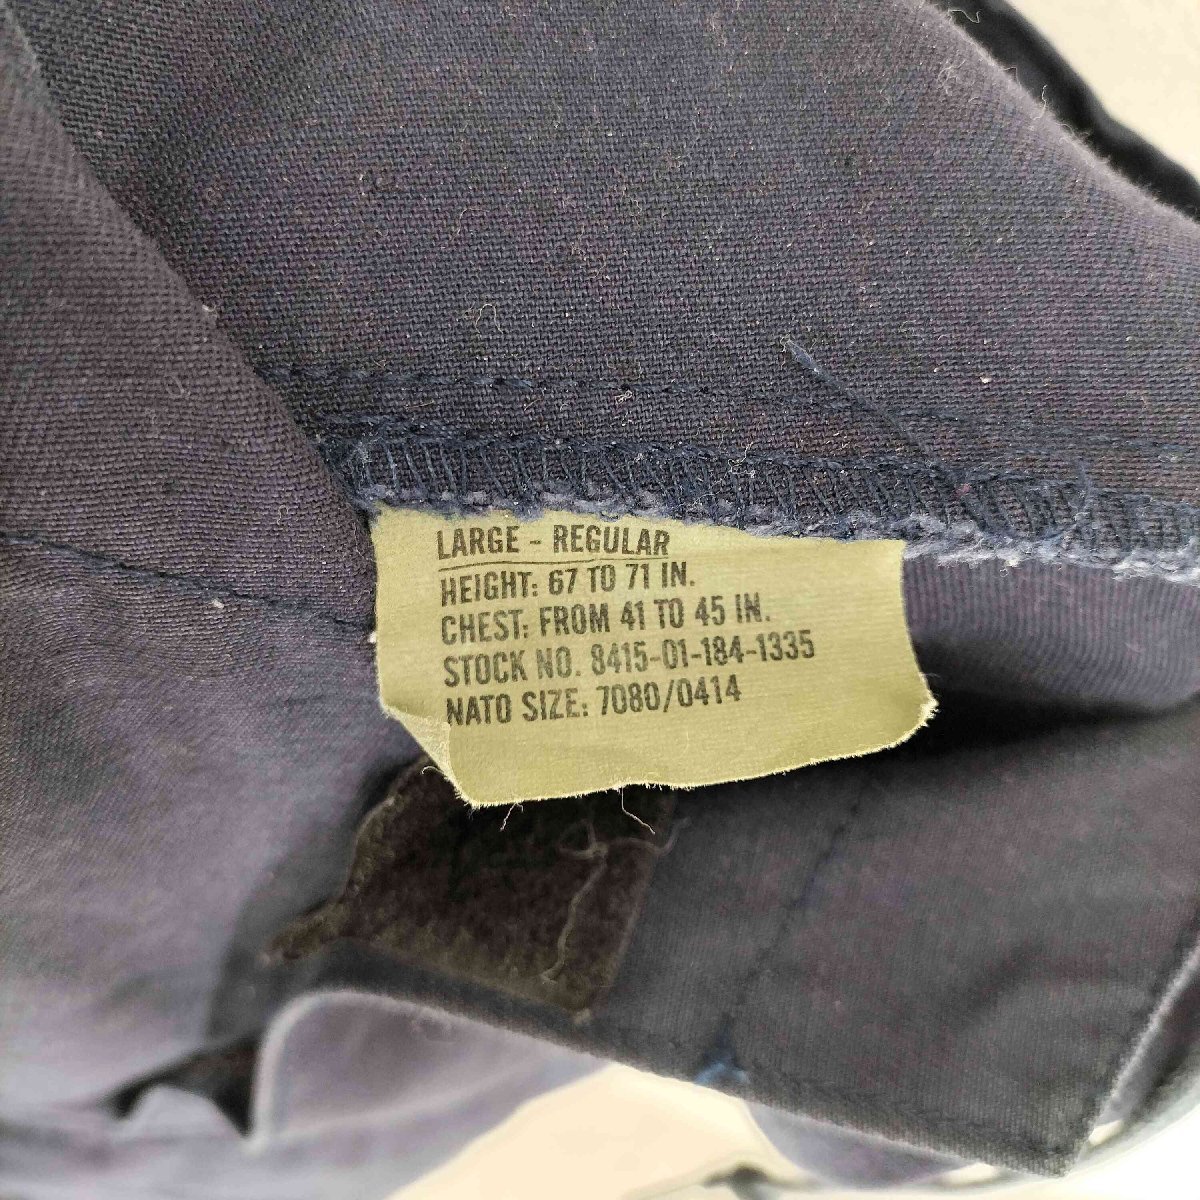 LARGE - REGULAR
HEIGHT: 67 TO 71 IN.
CHEST: FROM 41 TO 45 IN.
STOCK NO. 8415-01-184-1335
NATO SIZE: 7080/0414